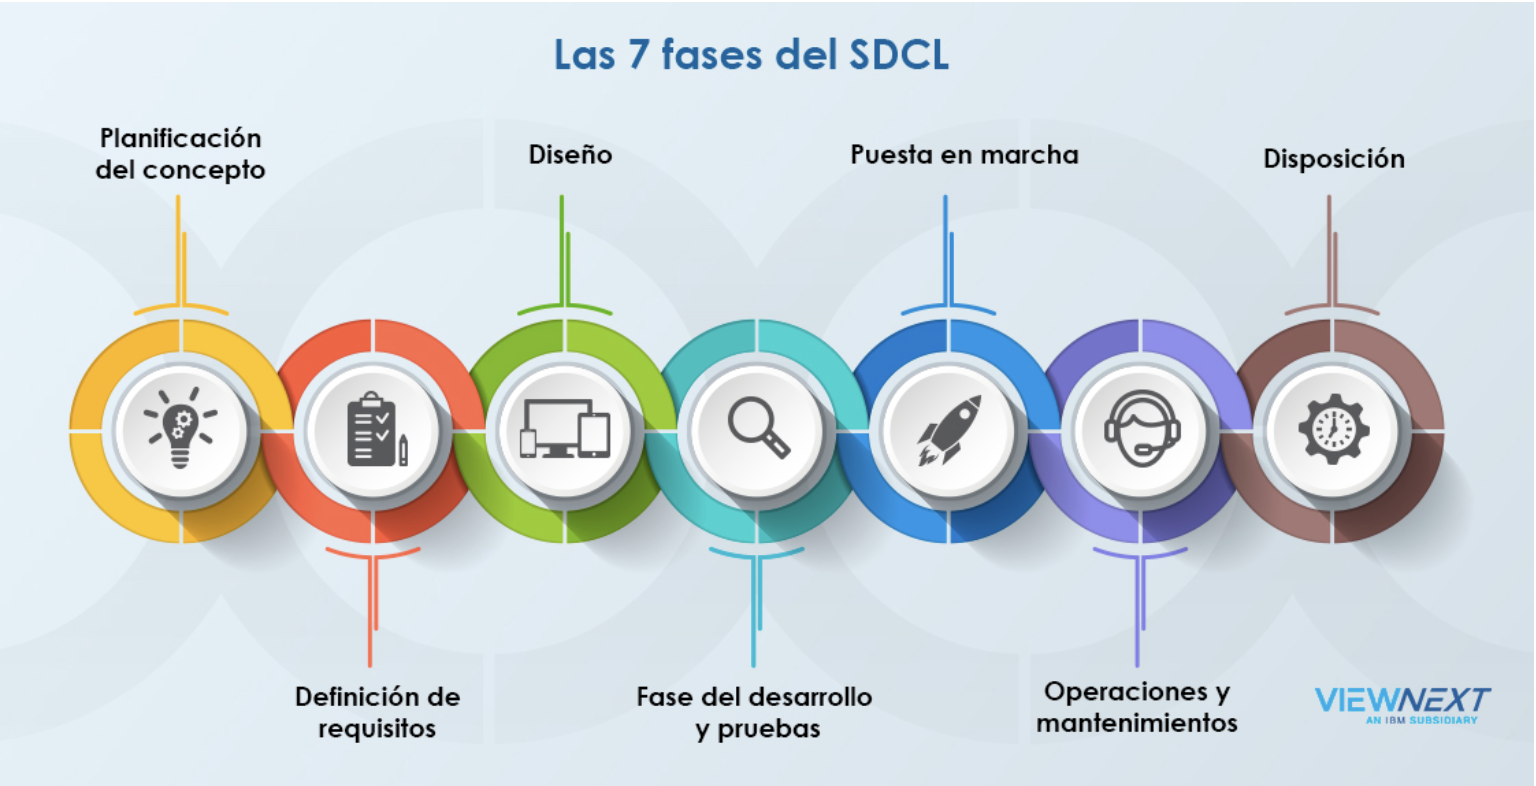 Las 7 fases del SDCL
Planificación
del concepto
Definición de
requisitos
Diseño
Fase del desarrollo
y pruebas
Puesta en marcha
Operaciones y
mantenimientos
Disposición
VIEWNEXT
AN IBM SUBSIDIARY